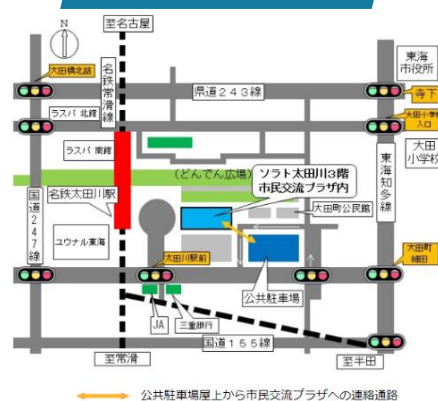 至名古屋
N
大田橋北詰
名鉄常滑線
東海
市役所
県道243線
寺下
ラスパ 北館
大田小学校
入口
ラスパ 南館
ソラト太田川3階
市民交流プラザ内
大田
小学校
(どんでん広場)
名鉄太田川駅
東海知多線
国道247線
大田町公民館
ユウナル東海
太田川駅前
大田町
細田
公共駐車場
JA
三重銀行
国道155線
至常滑
至半田
公共駐車場屋上から市民交流プラザへの連絡通路